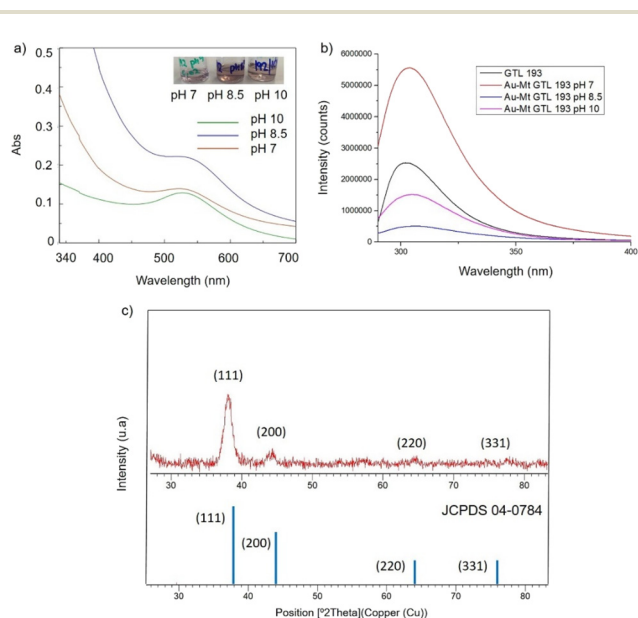 a)
Abs
0.5
0.4
0.3
0.2
0.1
0
340
400
500
600
700
Wavelength (nm)
pH 7
pH 8.5
pH 10
pH 10
pH 8.5
pH 7
b)
Intensity (counts)
6000000
5000000
4000000
3000000
2000000
1000000
0
300
350
400
Wavelength (nm)
GTL 193
Au-Mt GTL 193 pH 7
Au-Mt GTL 193 pH 8.5
Au-Mt GTL 193 pH 10
c)
Intensity (u.a)
(111)
(200)
(220)
(331)
30
40
50
60
70
80
JCPDS 04-0784
(111)
(200)
(220)
(331)
30
40
50
60
70
80
Position [°2Theta](Copper (Cu))